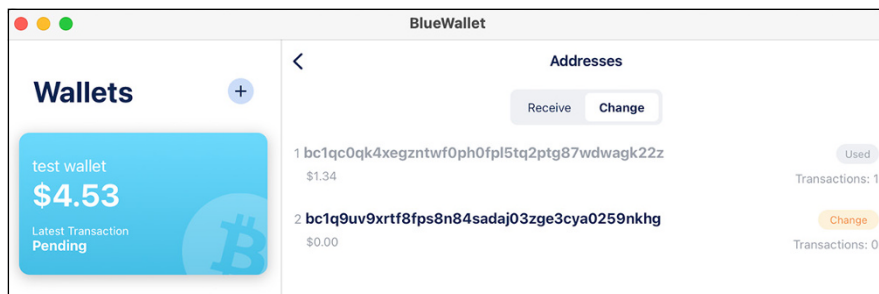 BlueWallet
Wallets
+
test wallet
$4.53
Latest Transaction
Pending
Addresses
Receive Change
1 bc1qc0qk4xegzntwf0ph0fpl5tq2ptg87wdwagk22z Used
$1.34 Transactions: 1
2 bc1q9uv9xrtf8fps8n84sadaj03zge3cya0259nkhg Change
$0.00 Transactions: 0